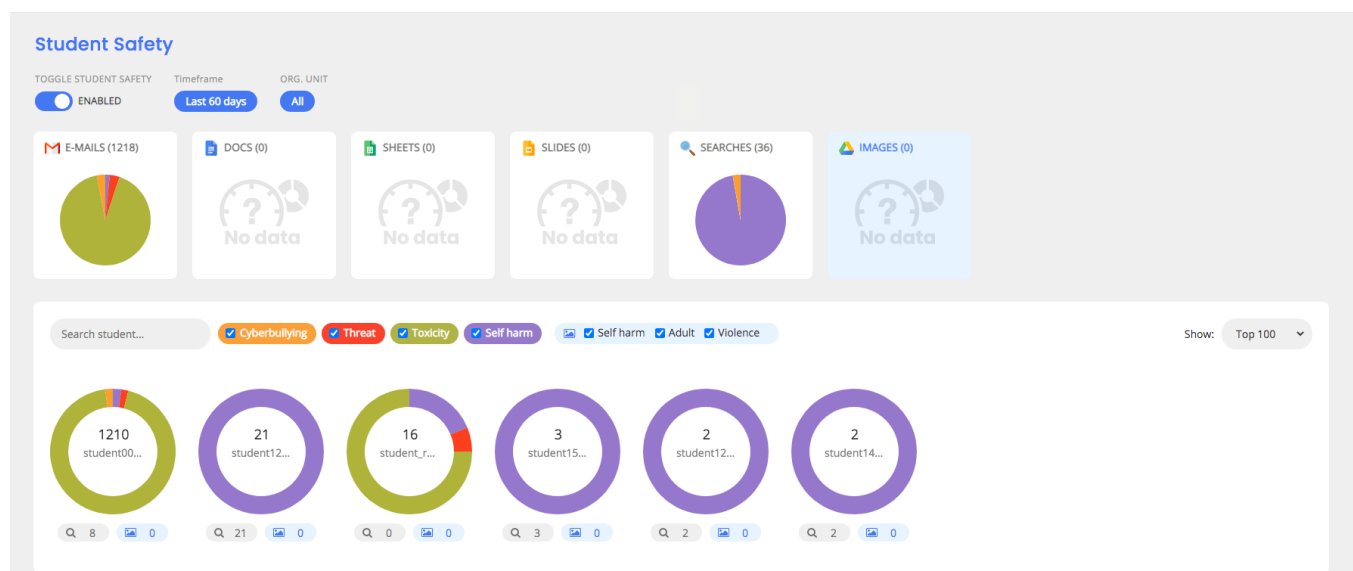 Student Safety
TOGGLE STUDENT SAFETY Timeframe ORG. UNIT
ENABLED Last 60 days All
E-MAILS (1218) DOCS (0) SHEETS (0) SLIDES (0) SEARCHES (36) IMAGES (0)
? ? ? ?
No data No data No data No data
Search student... Cyberbullying Threat Toxicity Self harm Self harm Adult Violence Show: Top 100
1210 21 16 3 2 2
student00... student12... student_r... student15... student12... student14...
8 0 21 0 0 0 3 0 2 0 2 0